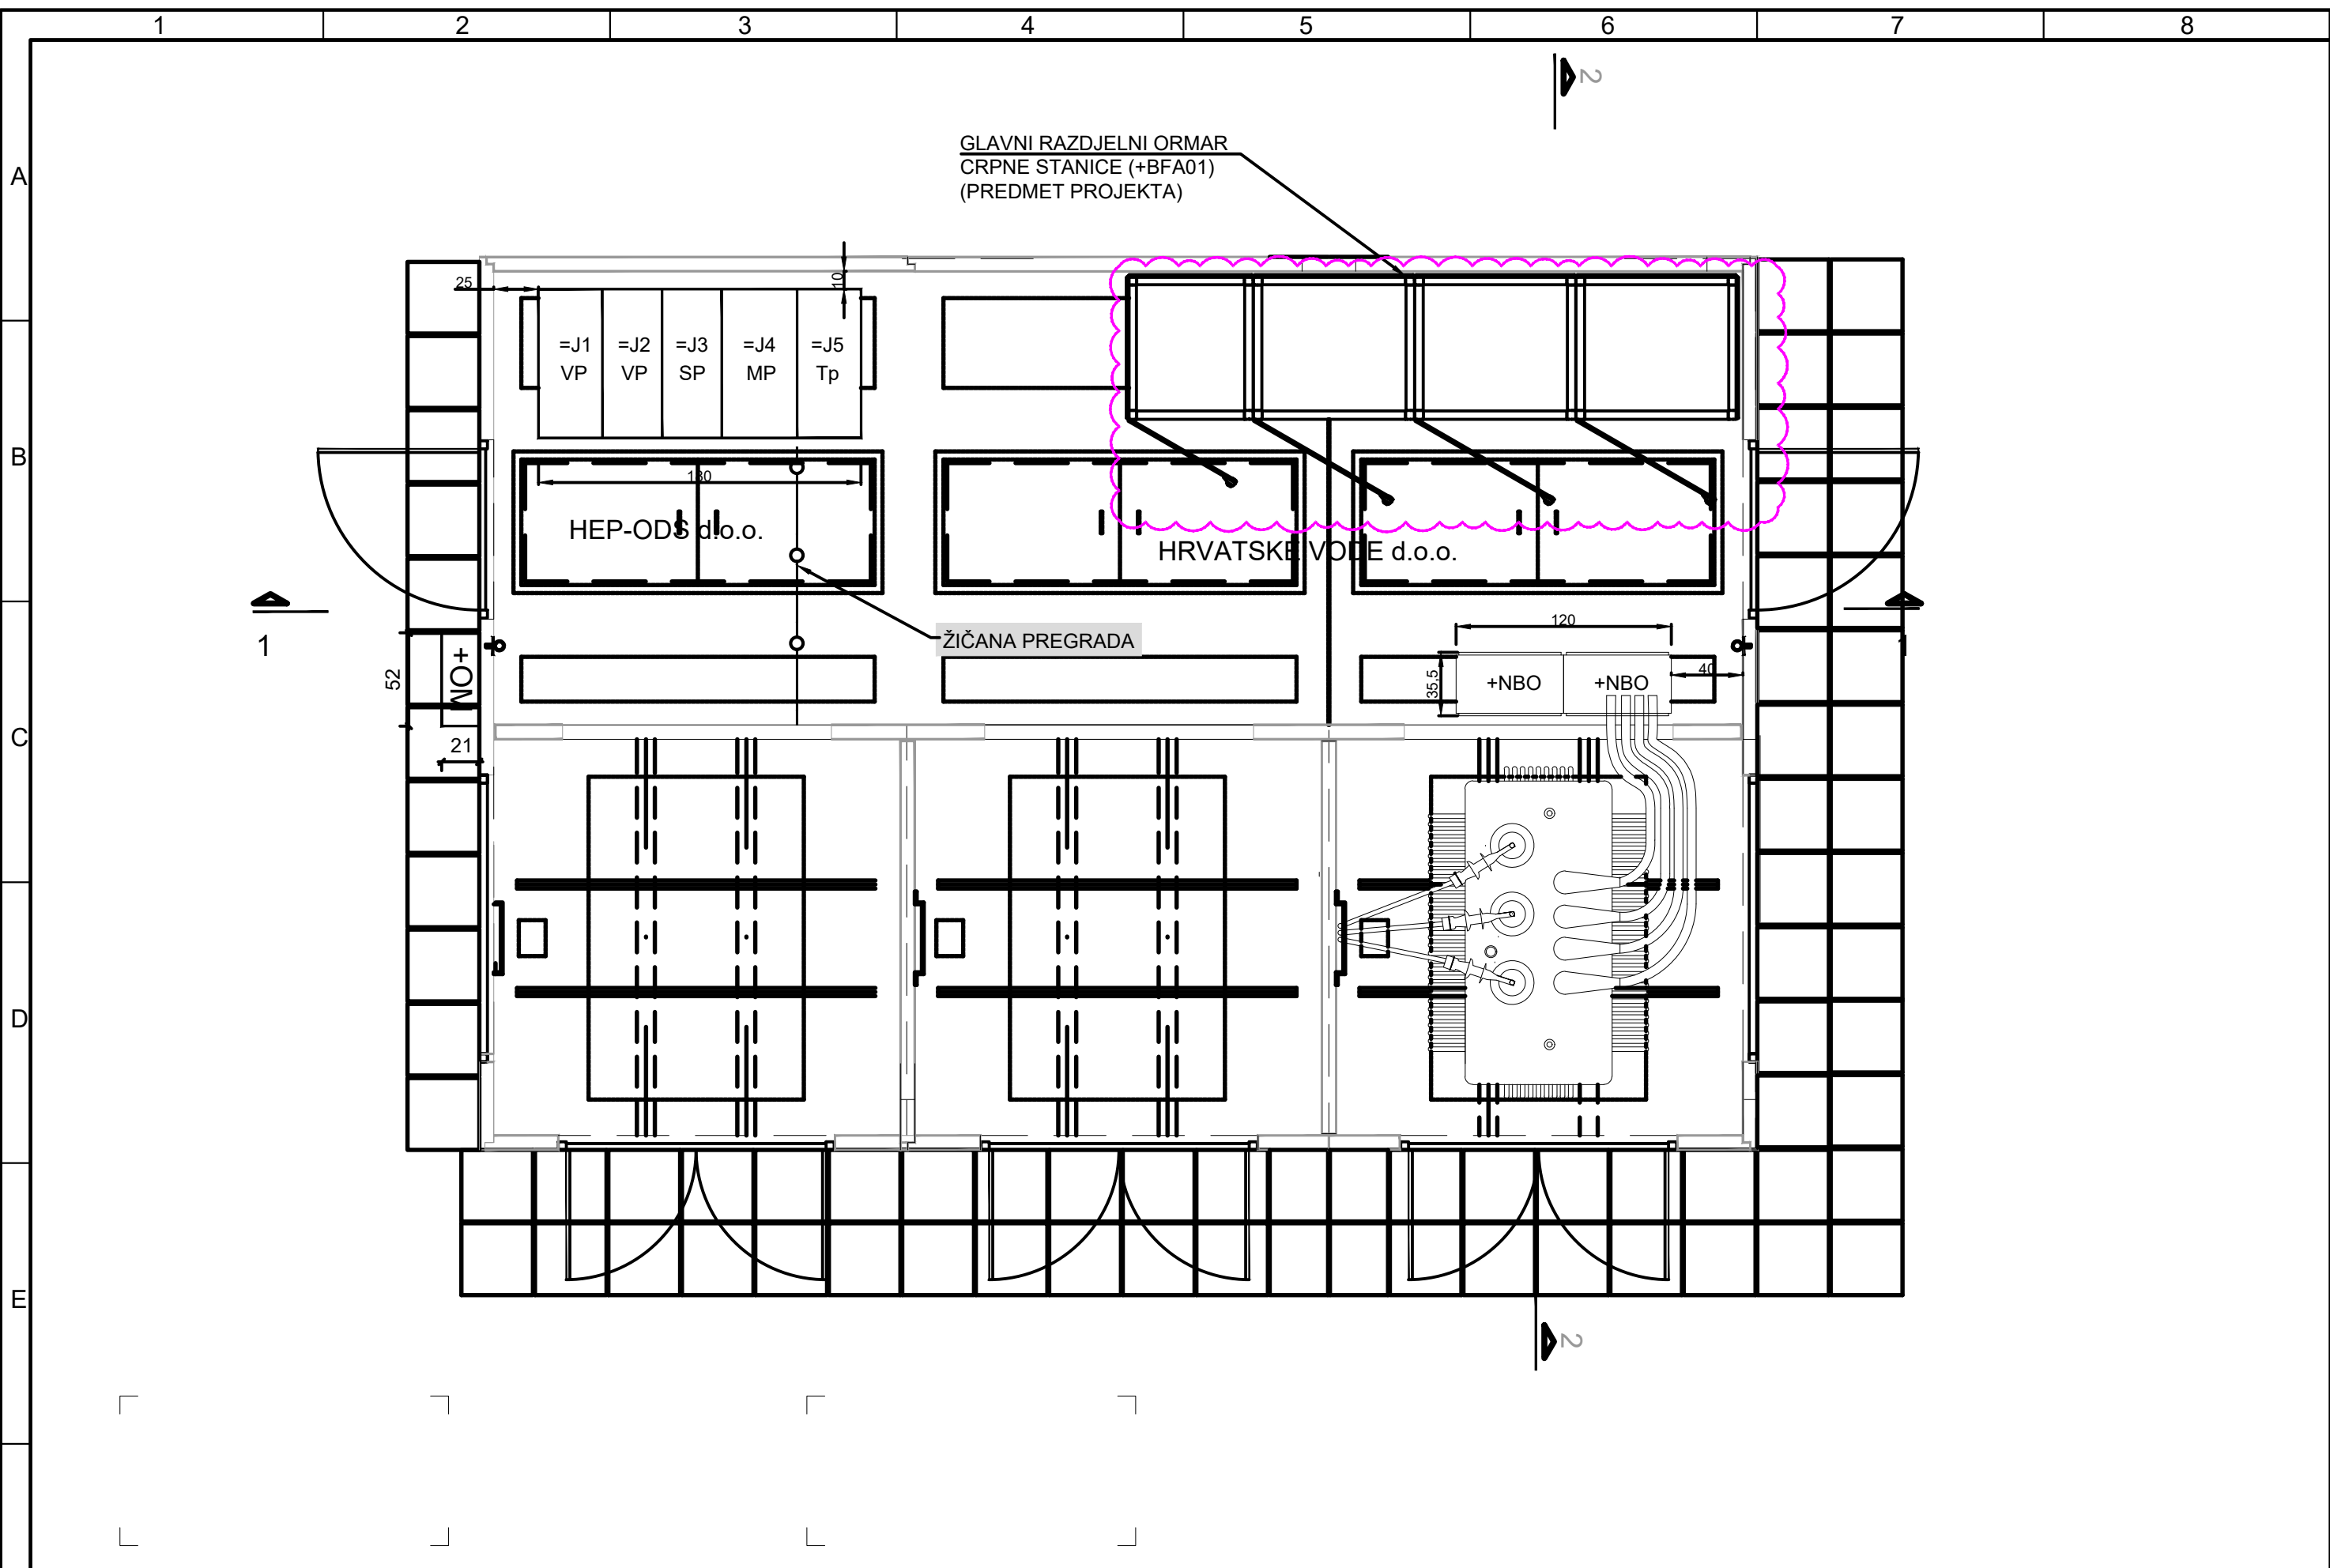 1 2 3 4 5 6 7 8
2
GLAVNI RAZDJELNI ORMAR
CRPNE STANICE (+BFA01)
(PREDMET PROJEKTA)
A
25
10
=J1 =J2 =J3 =J4 =J5
VP VP SP MP Tp
B
180
HEP-ODS d.o.o.
HRVATSKE VODE d.o.o.
1
1
ŽIČANA PREGRADA
120
52
+OM
35,5
+NBO +NBO
40
C
21
D
E
2